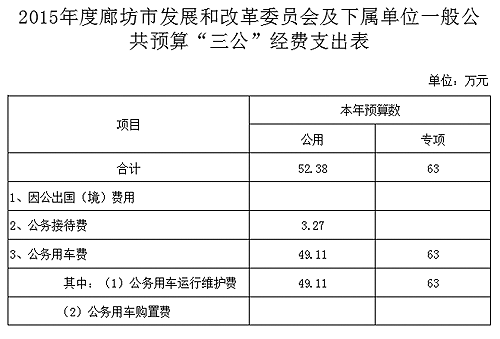 2015年度廊坊市发展和改革委员会及下属单位一般公
共预算“三公”经费支出表
单位：万元
项目 本年预算数
公用 专项
合计 52.38 63
1、因公出国（境）费用
2、公务接待费 3.27
3、公务用车费 49.11 63
其中：（1）公务用车运行维护费 49.11 63
（2）公务用车购置费